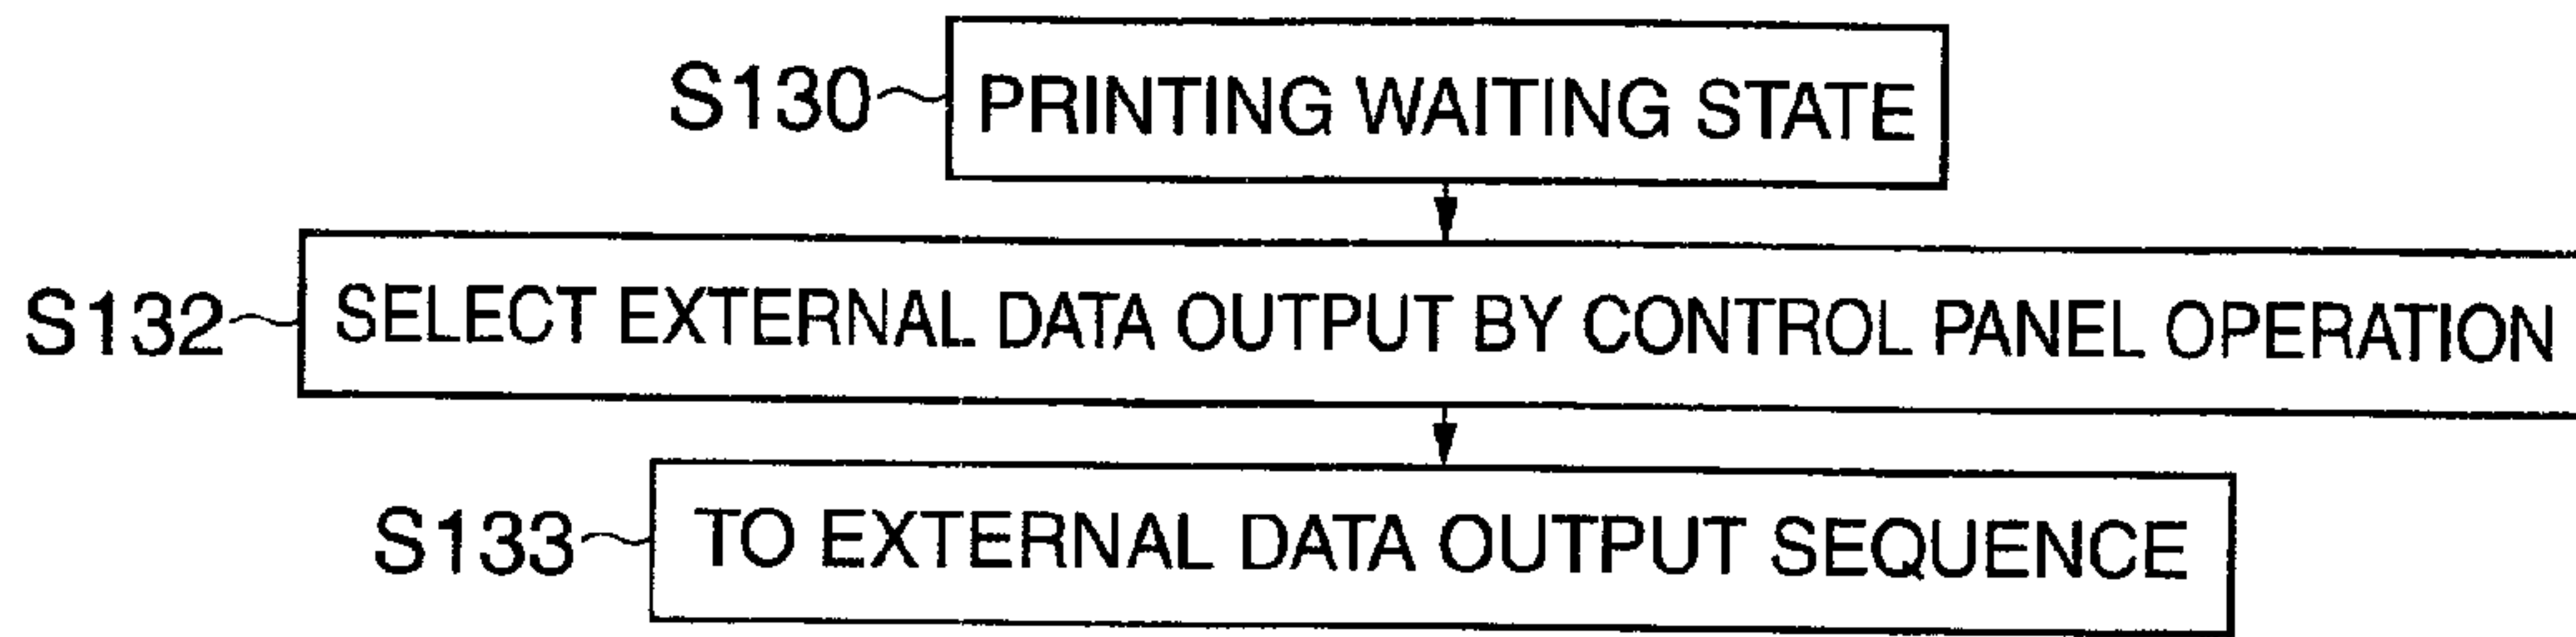 S130 PRINTING WAITING STATE
S132 SELECT EXTERNAL DATA OUTPUT BY CONTROL PANEL OPERATION
S133 TO EXTERNAL DATA OUTPUT SEQUENCE